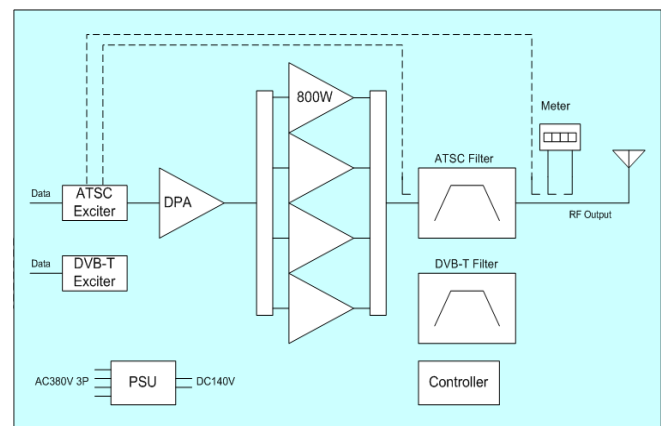 800W
Meter
ATSC Filter
Data
ATSC
Exciter
DPA
RF Output
Data
DVB-T
Exciter
DVB-T Filter
AC380V 3P
PSU
DC140V
Controller